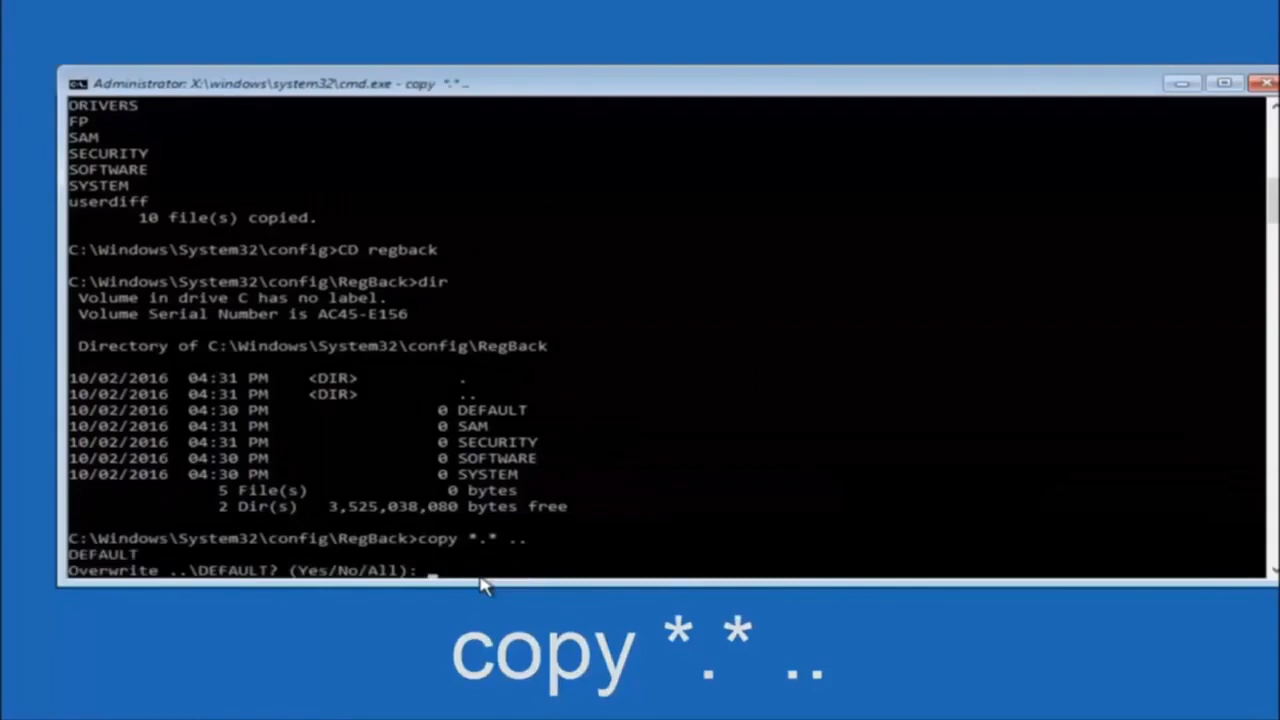 Administrator: X:\windows\system32\cmd.exe - copy *.* ..
DRIVERS
FP
SAM
SECURITY
SOFTWARE
SYSTEM
userdiff
10 file(s) copied.
C:\Windows\System32\config>CD regback
C:\Windows\System32\config\RegBack>dir
Volume in drive C has no label.
Volume Serial Number is AC45-E156
Directory of C:\Windows\System32\config\RegBack
10/02/2016 04:31 PM <DIR> .
10/02/2016 04:31 PM <DIR> ..
10/02/2016 04:30 PM 0 DEFAULT
10/02/2016 04:31 PM 0 SAM
10/02/2016 04:31 PM 0 SECURITY
10/02/2016 04:30 PM 0 SOFTWARE
10/02/2016 04:30 PM 0 SYSTEM
5 File(s) 0 bytes
2 Dir(s) 3,525,038,080 bytes free
C:\Windows\System32\config\RegBack>copy *.* ..
DEFAULT
Overwrite ..\DEFAULT? (Yes/No/All): _
copy *.* ..